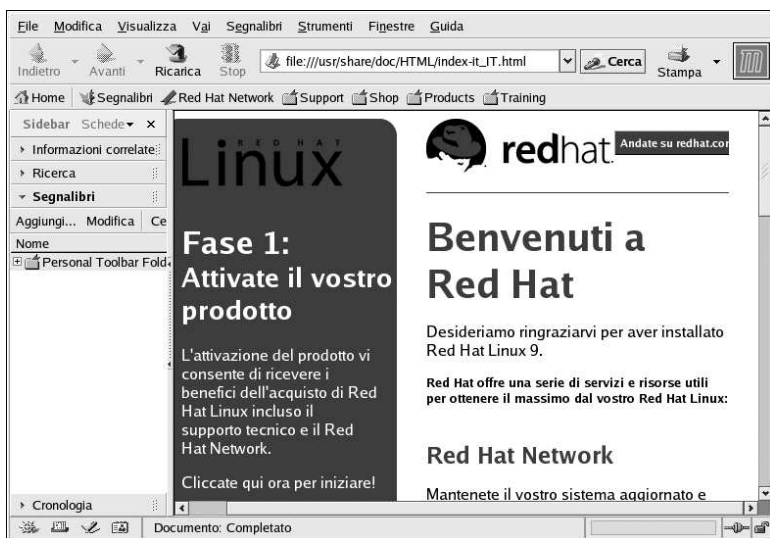 File Modifica Visualizza Vai Segnalibri Strumenti Finestre Guida
Indietro Avanti Ricarica Stop file:///usr/share/doc/HTML/index-it_IT.html Cerca Stampa
Home Segnalibri Red Hat Network Support Shop Products Training
Sidebar Schede
Informazioni correlate
Ricerca
Segnalibri
Aggiungi... Modifica Ce
Nome
Personal Toolbar Fold
Cronologia
RED HAT
Linux
Fase 1:
Attivate il vostro
prodotto
L'attivazione del prodotto vi
consente di ricevere i
benefici dell'acquisto di Red
Hat Linux incluso il
supporto tecnico e il Red
Hat Network.
Cliccate qui ora per iniziare!
redhat.
Andate su redhat.com
Benvenuti a
Red Hat
Desideriamo ringraziarvi per aver installato
Red Hat Linux 9.
Red Hat offre una serie di servizi e risorse utili
per ottenere il massimo dal vostro Red Hat Linux:
Red Hat Network
Mantenete il vostro sistema aggiornato e
Documento: Completato